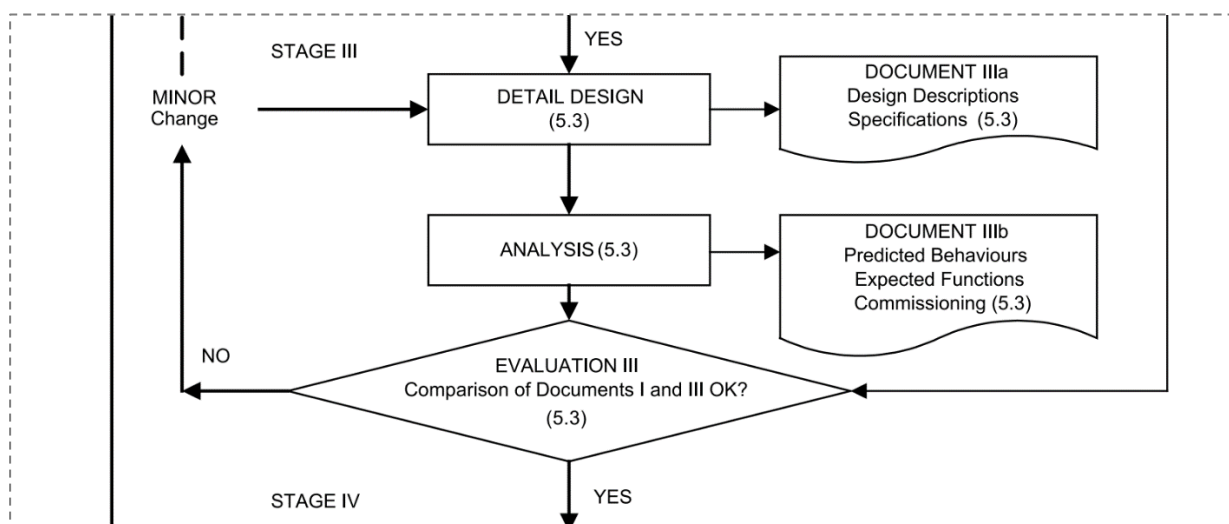 STAGE III
YES
MINOR
Change
DETAIL DESIGN
(5.3)
DOCUMENT IIIa
Design Descriptions
Specifications (5.3)
ANALYSIS (5.3)
DOCUMENT IIIb
Predicted Behaviours
Expected Functions
Commissioning (5.3)
NO
EVALUATION III
Comparison of Documents I and III OK?
(5.3)
STAGE IV
YES